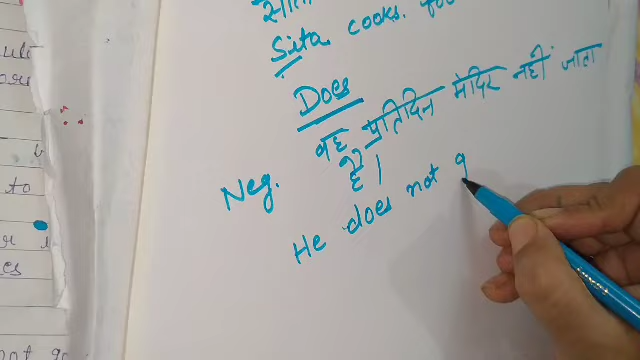 Sita cooks.
Does
वह प्रतिदिन मंदिर नहीं जाता
Neg. है।
He does not g